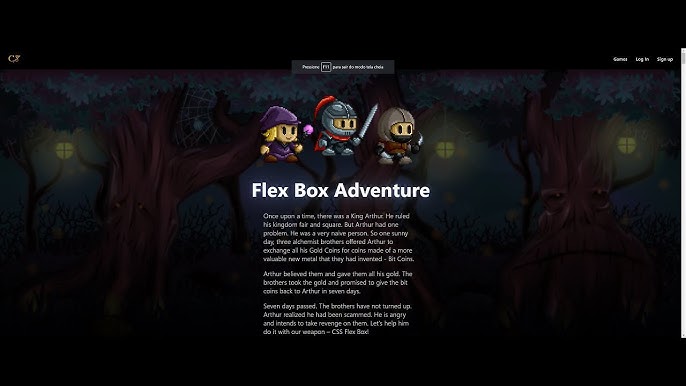 Games Log In Sign up
Pressione F11 para sair do modo tela cheia
Flex Box Adventure
Once upon a time, there was a King Arthur. He ruled
his kingdom fair and square. But Arthur had one
problem. He was a very naive person. So one sunny
day, three alchemist brothers offered Arthur to
exchange all his Gold Coins for coins made of a more
valuable new metal that they had invented - Bit Coins.
Arthur believed them and gave them all his gold. The
brothers took the gold and promised to give the bit
coins back to Arthur in seven days.
Seven days passed. The brothers have not turned up.
Arthur realized he had been scammed. He is angry
and intends to take revenge on them. Let's help him
do it with our weapon – CSS Flex Box!